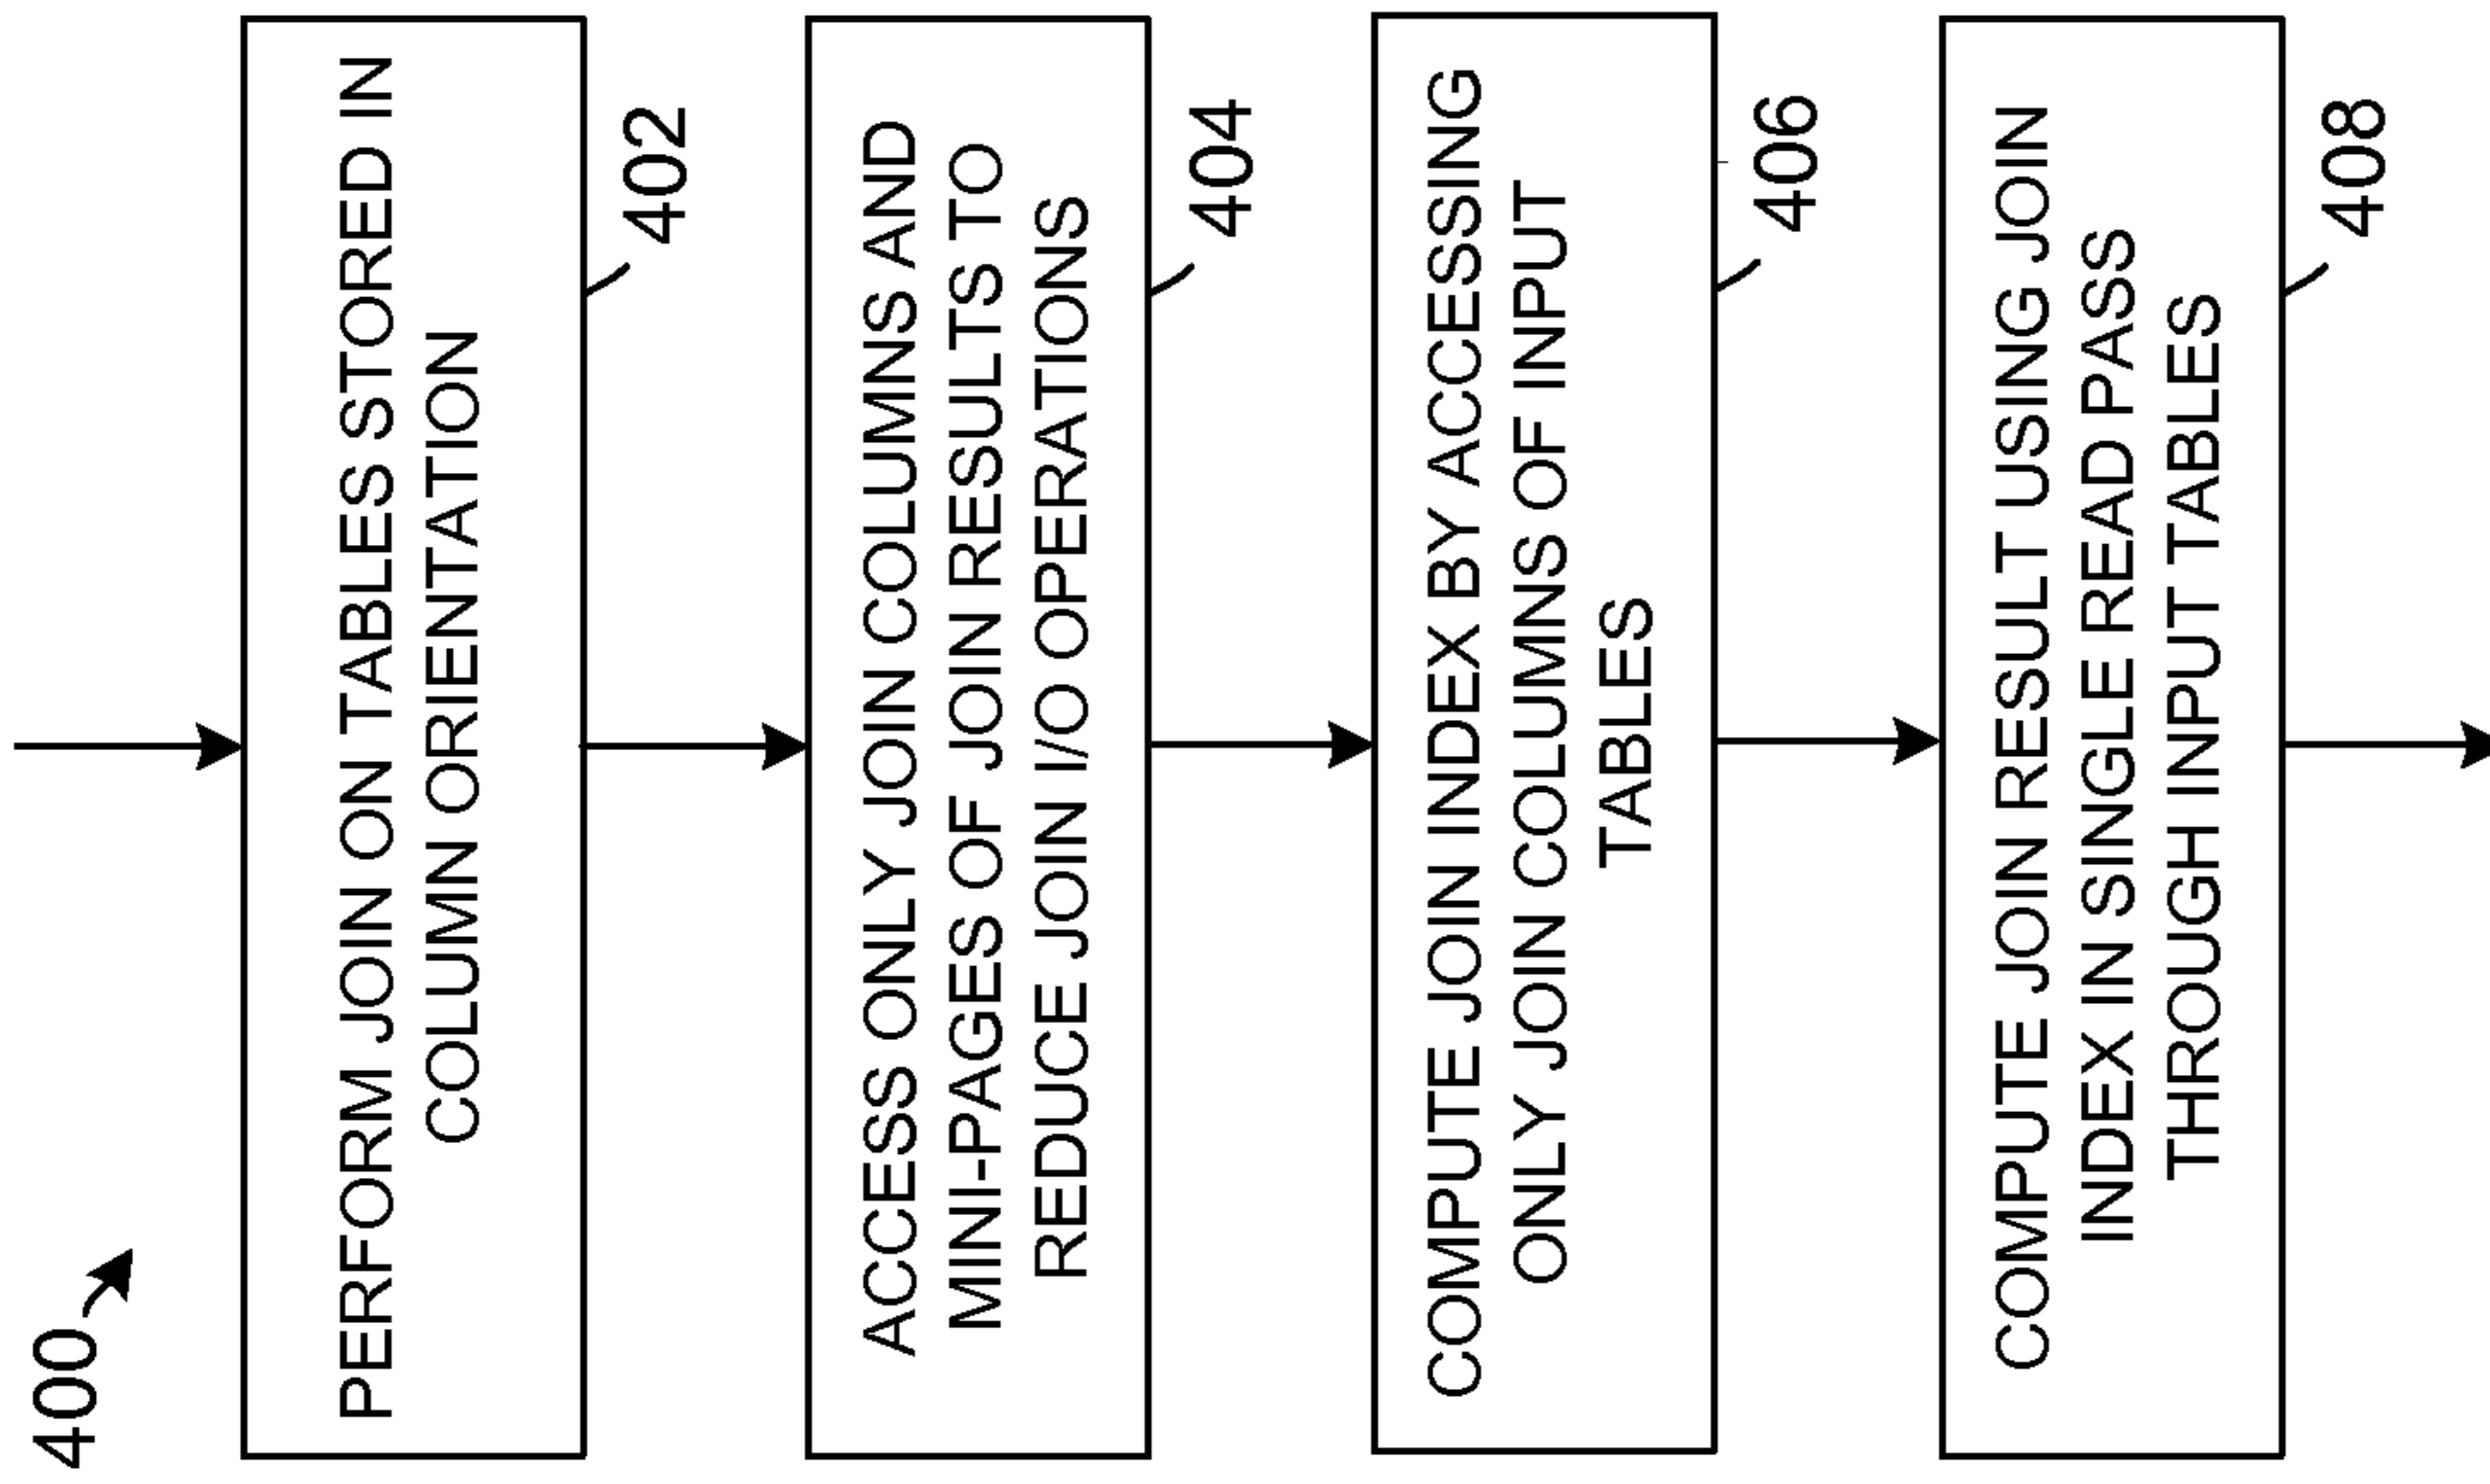 400
PERFORM JOIN ON TABLES STORED IN
COLUMN ORIENTATION
402
ACCESS ONLY JOIN COLUMNS AND
MINI-PAGES OF JOIN RESULTS TO
REDUCE JOIN I/O OPERATIONS
404
COMPUTE JOIN INDEX BY ACCESSING
ONLY JOIN COLUMNS OF INPUT
TABLES
406
COMPUTE JOIN RESULT USING JOIN
INDEX IN SINGLE READ PASS
THROUGH INPUT TABLES
408